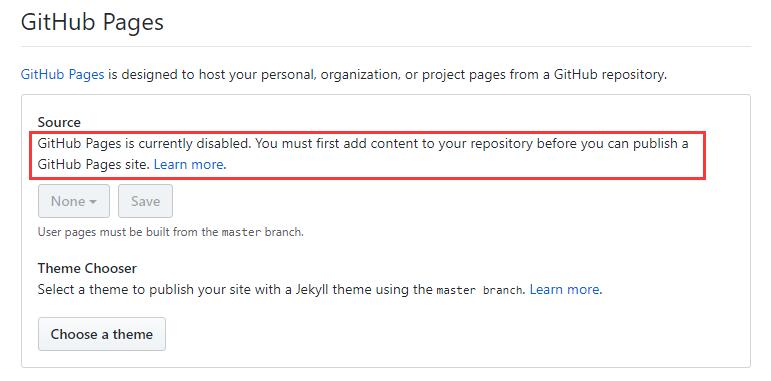 GitHub Pages
GitHub Pages is designed to host your personal, organization, or project pages from a GitHub repository.
Source
GitHub Pages is currently disabled. You must first add content to your repository before you can publish a
GitHub Pages site. Learn more.
None
Save
User pages must be built from the master branch.
Theme Chooser
Select a theme to publish your site with a Jekyll theme using the master branch. Learn more.
Choose a theme